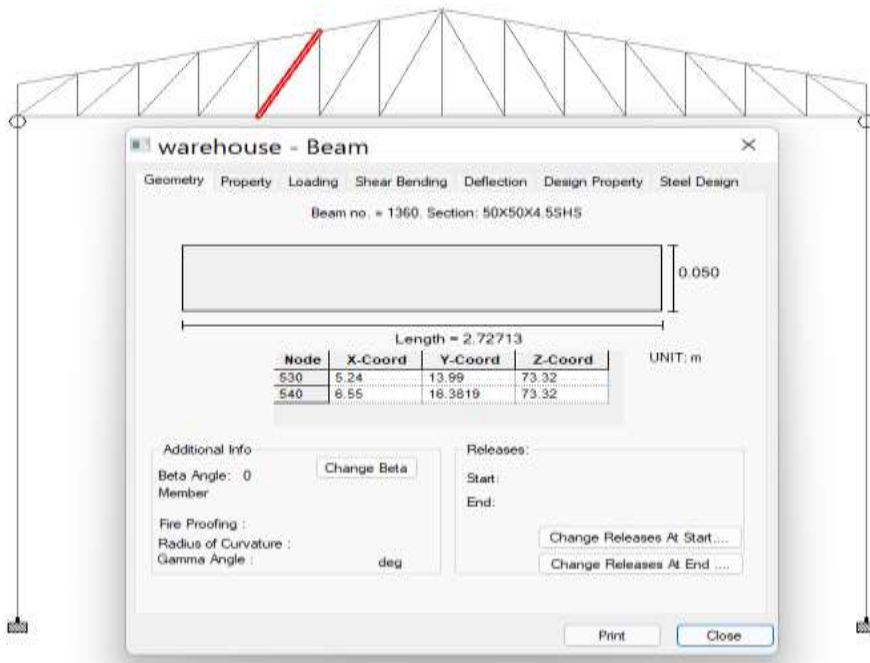 warehouse - Beam
Geometry Property Loading Shear Bending Deflection Design Property Steel Design
Beam no. = 1360. Section: 50X50X4.5SHS
0.050
Length = 2.72713
UNIT: m
Node X-Coord Y-Coord Z-Coord
530 5.24 13.99 73.32
540 6.55 16.3819 73.32
Additional Info
Beta Angle: 0
Change Beta
Member
Fire Proofing :
Radius of Curvature :
Gamma Angle : deg
Releases:
Start:
End:
Change Releases At Start....
Change Releases At End ....
Print Close